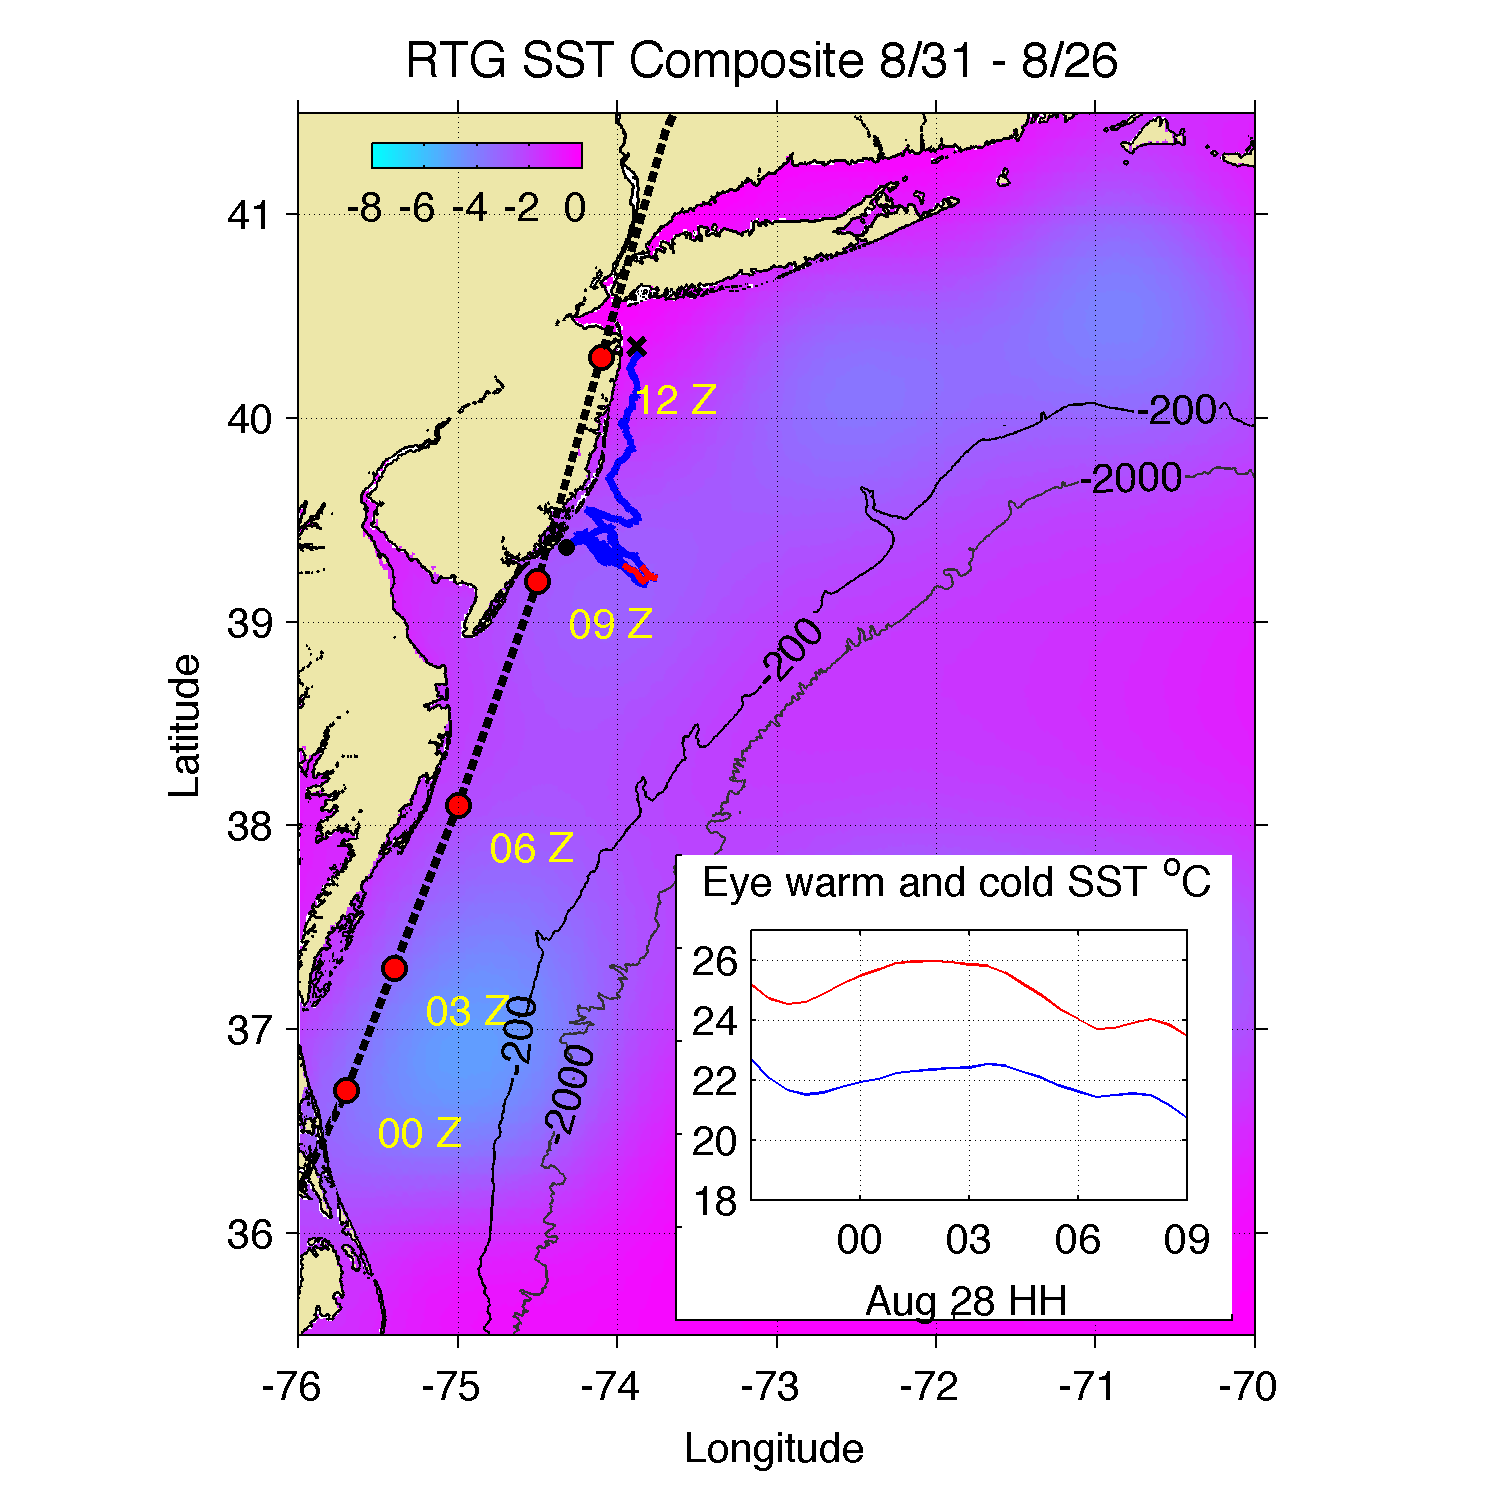 RTG SST Composite 8/31 - 8/26
-8 -6 -4 -2 0
41
40
39
38
37
36
Latitude
12 Z
09 Z
06 Z
03 Z
00 Z
-200
-2000
-200
-200
-2000
Eye warm and cold SST °C
26
24
22
20
18
00 03 06 09
Aug 28 HH
-76 -75 -74 -73 -72 -71 -70
Longitude